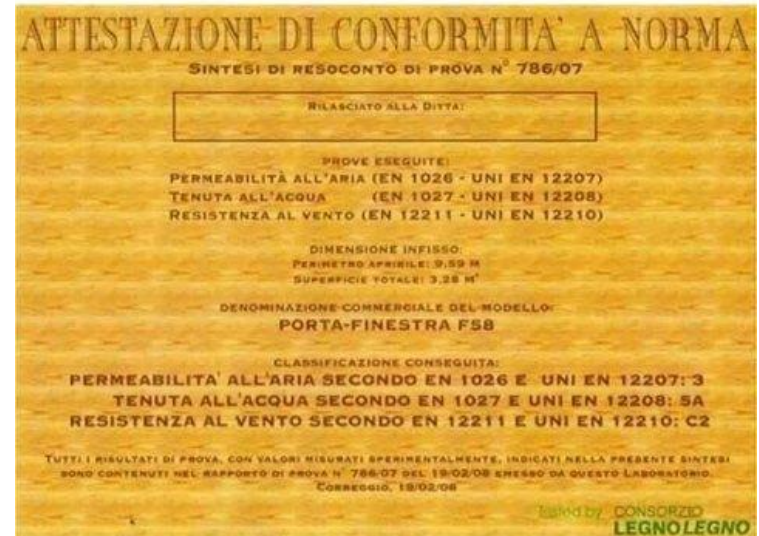 ATTESTAZIONE DI CONFORMITA' A NORMA
SINTESI DI RESOCONTO DI PROVA N° 786/07
RILASCIATO ALLA DITTA:
PROVE ESEGUITE:
PERMEABILITÀ ALL'ARIA (EN 1026 - UNI EN 12207)
TENUTA ALL'ACQUA (EN 1027 - UNI EN 12208)
RESISTENZA AL VENTO (EN 12211 - UNI EN 12210)
DIMENSIONE INFISSO:
PERIMETRO APRIBILE: 9,59 M
SUPERFICIE TOTALE: 3,28 M²
DENOMINAZIONE COMMERCIALE DEL MODELLO:
PORTA-FINESTRA F58
CLASSIFICAZIONE CONSEGUITA:
PERMEABILITA' ALL'ARIA SECONDO EN 1026 E UNI EN 12207: 3
TENUTA ALL'ACQUA SECONDO EN 1027 E UNI EN 12208: 5A
RESISTENZA AL VENTO SECONDO EN 12211 E UNI EN 12210: C2
TUTTI I RISULTATI DI PROVA, CON VALORI MISURATI SPERIMENTALMENTE, INDICATI NELLA PRESENTE SINTESI
SONO CONTENUTI NEL RAPPORTO DI PROVA N° 786/07 DEL 19/02/08 EMESSO DA QUESTO LABORATORIO.
CORREGGIO, 19/02/08
tested by CONSORZIO
LEGNOLEGNO